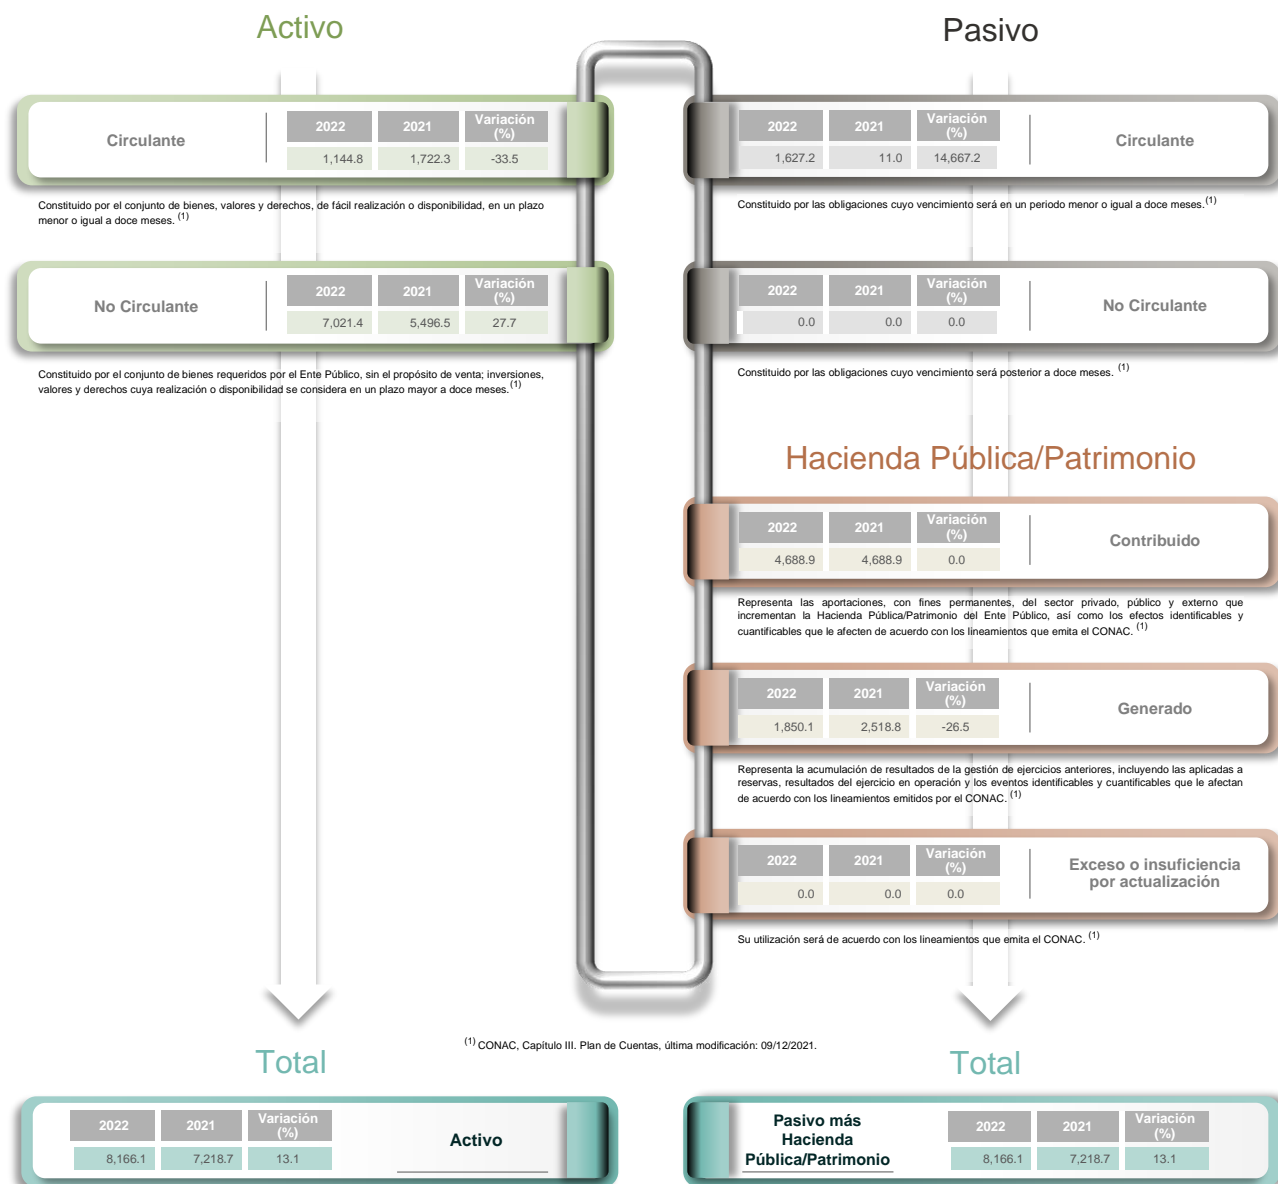 Activo
Circulante
2022 2021 Variación
(%)
1,144.8 1,722.3 -33.5
Constituido por el conjunto de bienes, valores y derechos, de fácil realización o disponibilidad, en un plazo
menor o igual a doce meses. (1)
No Circulante
2022 2021 Variación
(%)
7,021.4 5,496.5 27.7
Constituido por el conjunto de bienes requeridos por el Ente Público, sin el propósito de venta; inversiones,
valores y derechos cuya realización o disponibilidad se considera en un plazo mayor a doce meses. (1)
Pasivo
2022 2021 Variación
(%)
1,627.2 11.0 14,667.2
Circulante
Constituido por las obligaciones cuyo vencimiento será en un periodo menor o igual a doce meses. (1)
2022 2021 Variación
(%)
0.0 0.0 0.0
No Circulante
Constituido por las obligaciones cuyo vencimiento será posterior a doce meses. (1)
Hacienda Pública/Patrimonio
2022 2021 Variación
(%)
4,688.9 4,688.9 0.0
Contribuido
Representa las aportaciones, con fines permanentes, del sector privado, público y externo que
incrementan la Hacienda Pública/Patrimonio del Ente Público, así como los efectos identificables y
cuantificables que le afecten de acuerdo con los lineamientos que emita el CONAC. (1)
2022 2021 Variación
(%)
1,850.1 2,518.8 -26.5
Generado
Representa la acumulación de resultados de la gestión de ejercicios anteriores, incluyendo las aplicadas a
reservas, resultados del ejercicio en operación y los eventos identificables y cuantificables que le afectan
de acuerdo con los lineamientos emitidos por el CONAC. (1)
2022 2021 Variación
(%)
0.0 0.0 0.0
Exceso o insuficiencia
por actualización
Su utilización será de acuerdo con los lineamientos que emita el CONAC. (1)
(1) CONAC, Capítulo III. Plan de Cuentas, última modificación: 09/12/2021.
Total
2022 2021 Variación
(%)
8,166.1 7,218.7 13.1
Activo
Total
Pasivo más
Hacienda
Pública/Patrimonio
2022 2021 Variación
(%)
8,166.1 7,218.7 13.1